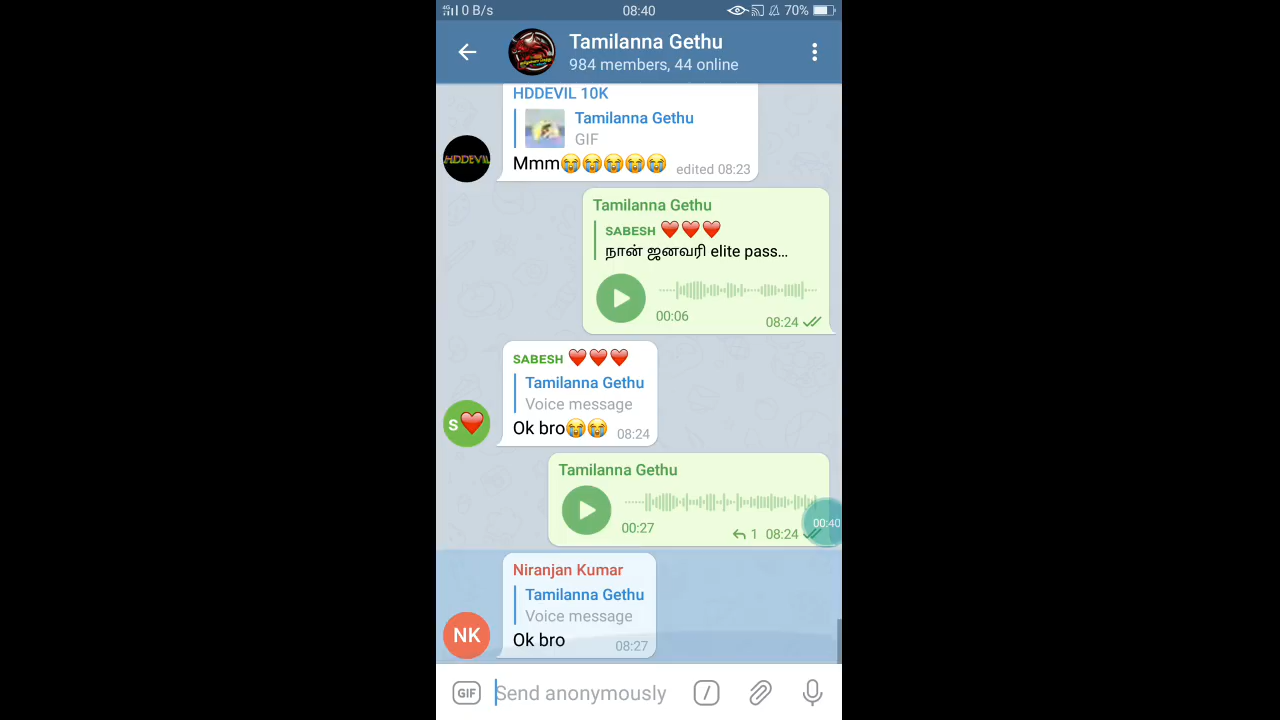 4G 0 B/s 08:40 70%
Tamilanna Gethu
984 members, 44 online
HDDEVIL 10K
Tamilanna Gethu
GIF
Mmm😭😭😭😭😭 edited 08:23
HDDEVIL
Tamilanna Gethu
SABESH ❤️❤️❤️
நான் ஜனவரி elite pass...
00:06 08:24
SABESH ❤️❤️❤️
Tamilanna Gethu
Voice message
Ok bro😭😭 08:24
S❤️
Tamilanna Gethu
00:27 1 08:24
00:40
Niranjan Kumar
Tamilanna Gethu
Voice message
Ok bro 08:27
NK
GIF Send anonymously /